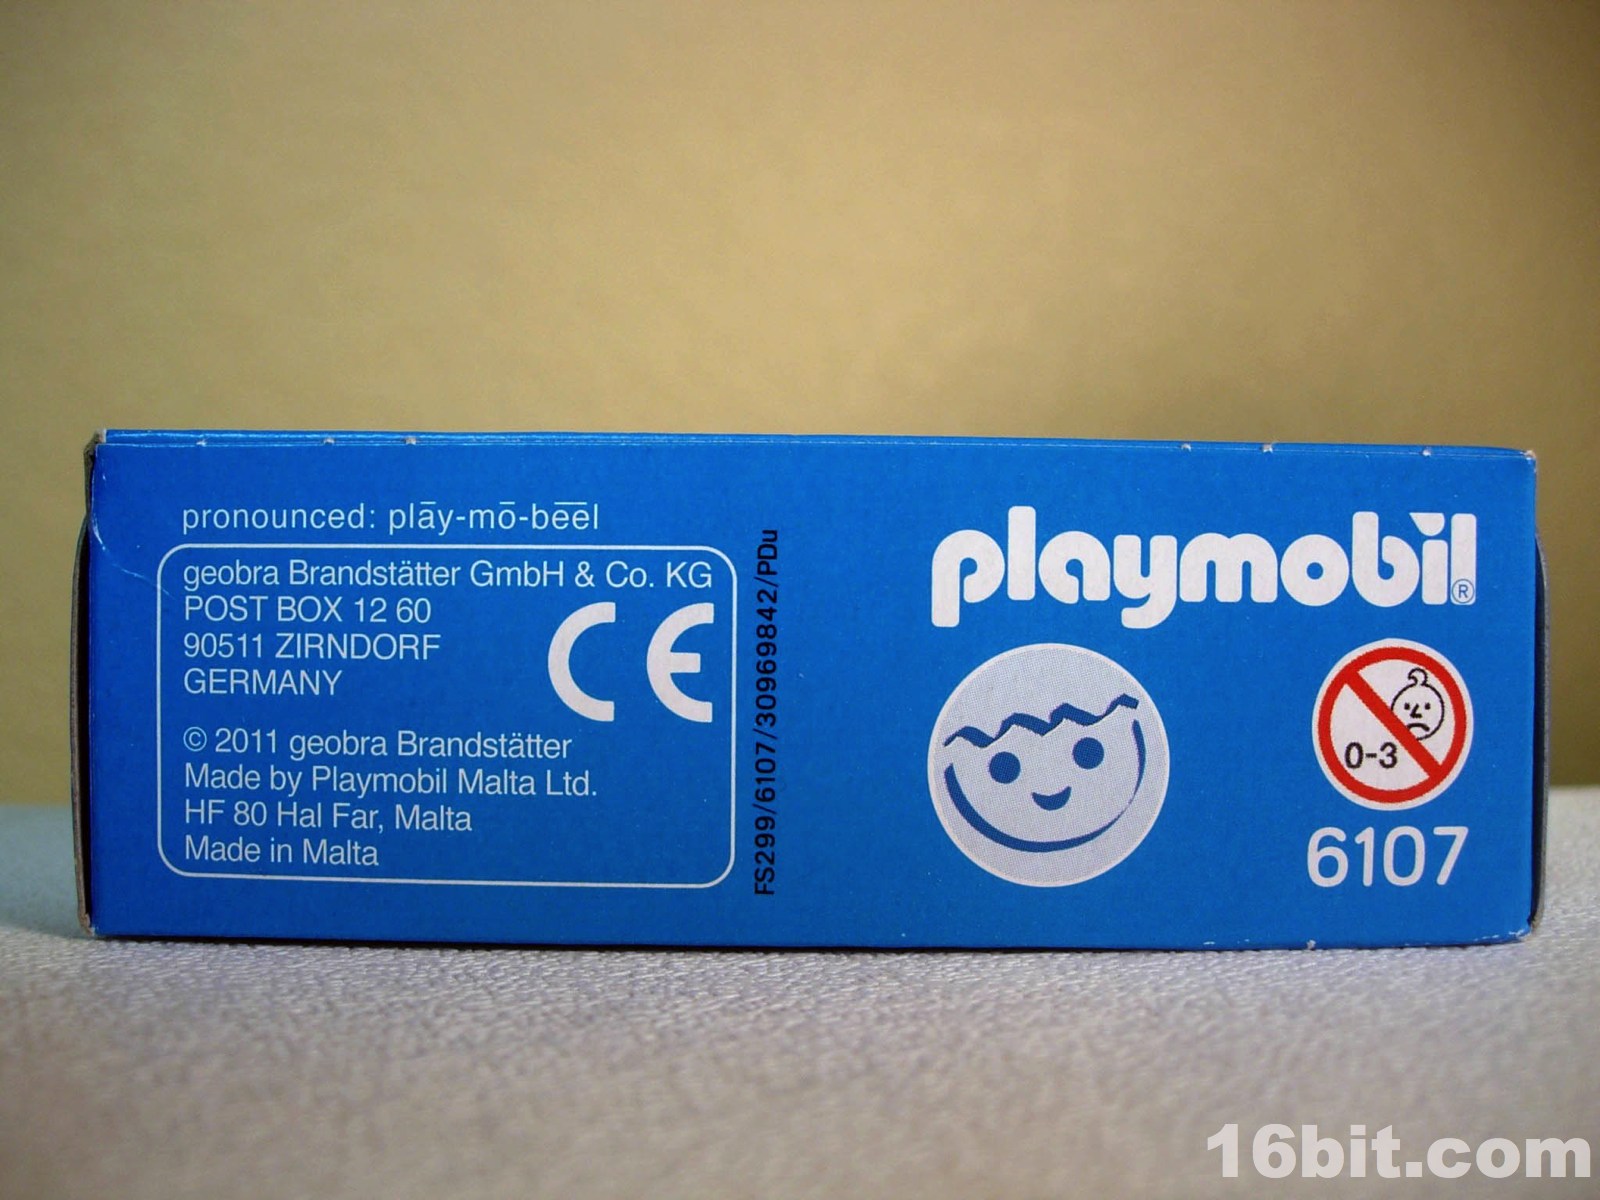 pronounced: plāy-mō-bēēl
geobra Brandstätter GmbH & Co. KG
POST BOX 12 60
90511 ZIRNDORF
GERMANY
CE
© 2011 geobra Brandstätter
Made by Playmobil Malta Ltd.
HF 80 Hal Far, Malta
Made in Malta
FS299/6107/30969842/PDu
playmobil®
0-3
6107
16bit.com